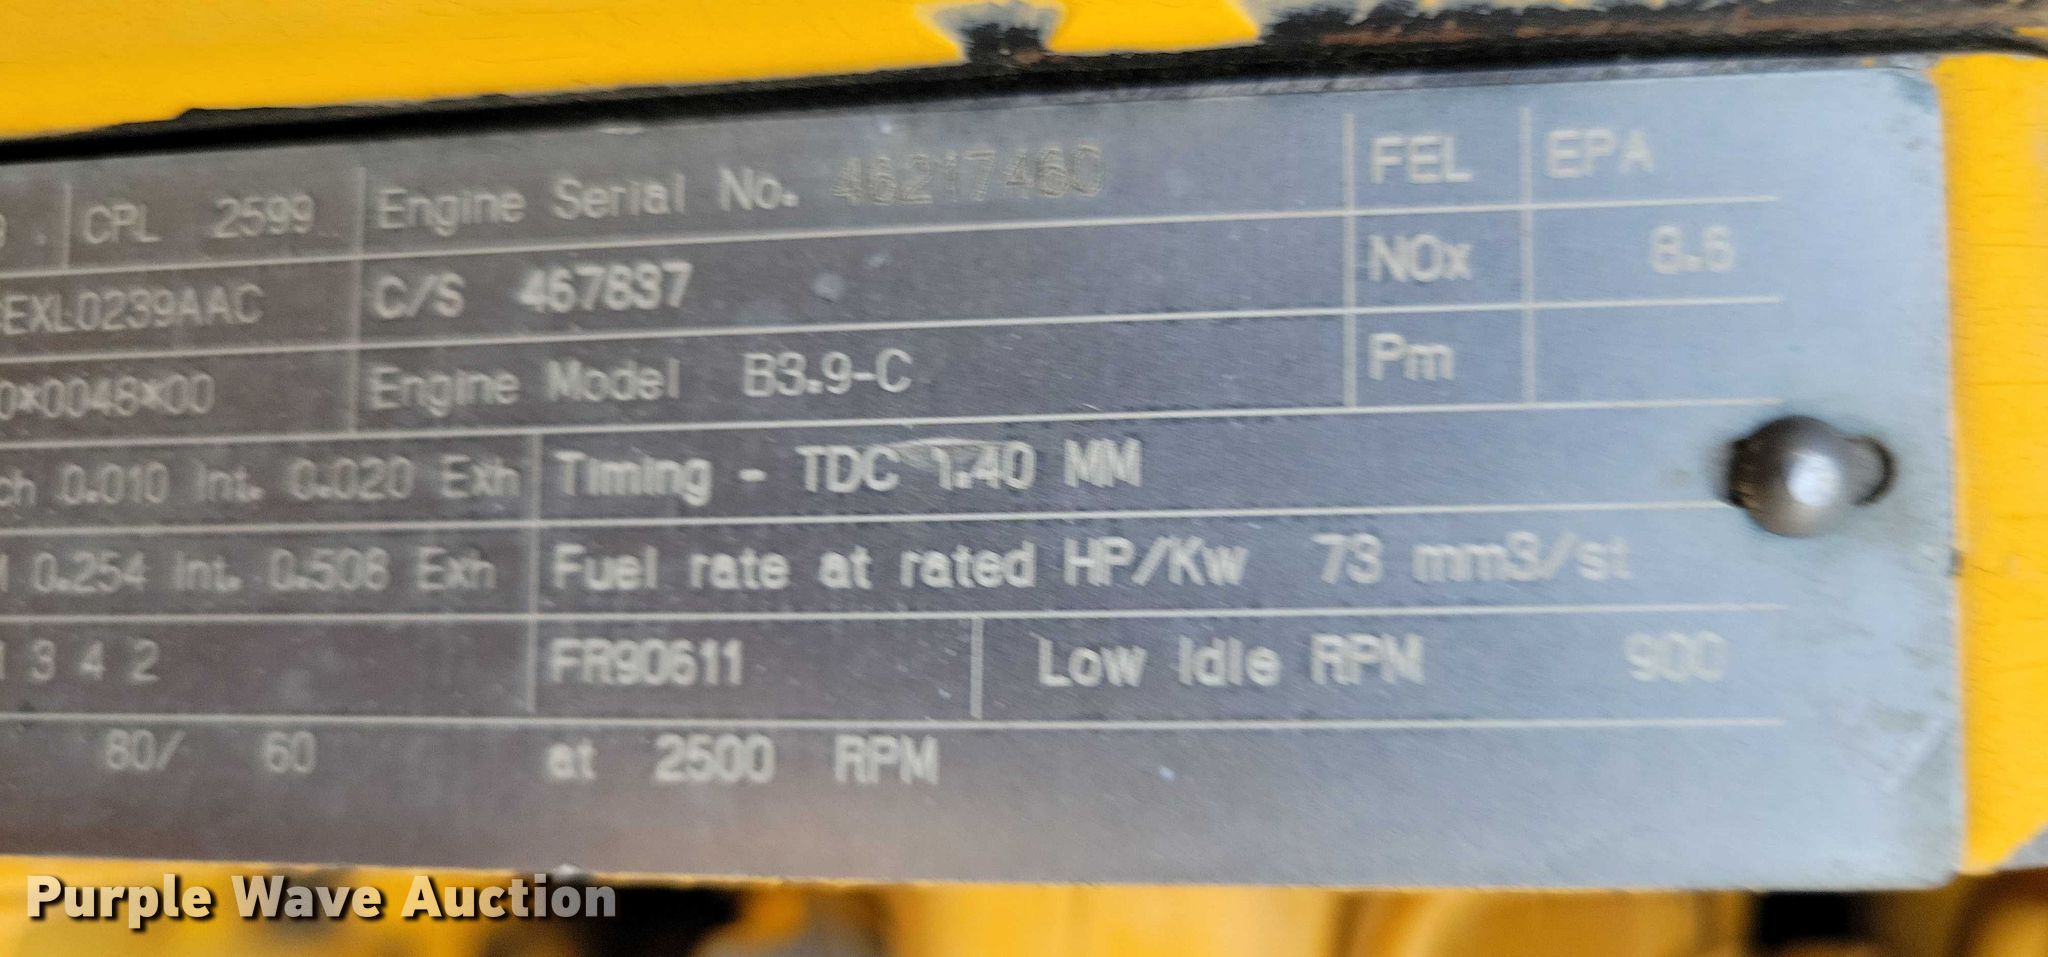 CPL 2599 Engine Serial No. 46217460 FEL EPA
EXL0239AAC C/S 467837 NOx 6.6
0*0048*00 Engine Model B3.9-C Pm
ch 0.010 Int. 0.020 Exh Timing - TDC 1.40 MM
0.254 Int. 0.508 Exh Fuel rate at rated HP/Kw 73 mm3/st
1 3 4 2 FR90611 Low Idle RPM 900
80/ 60 at 2500 RPM
Purple Wave Auction